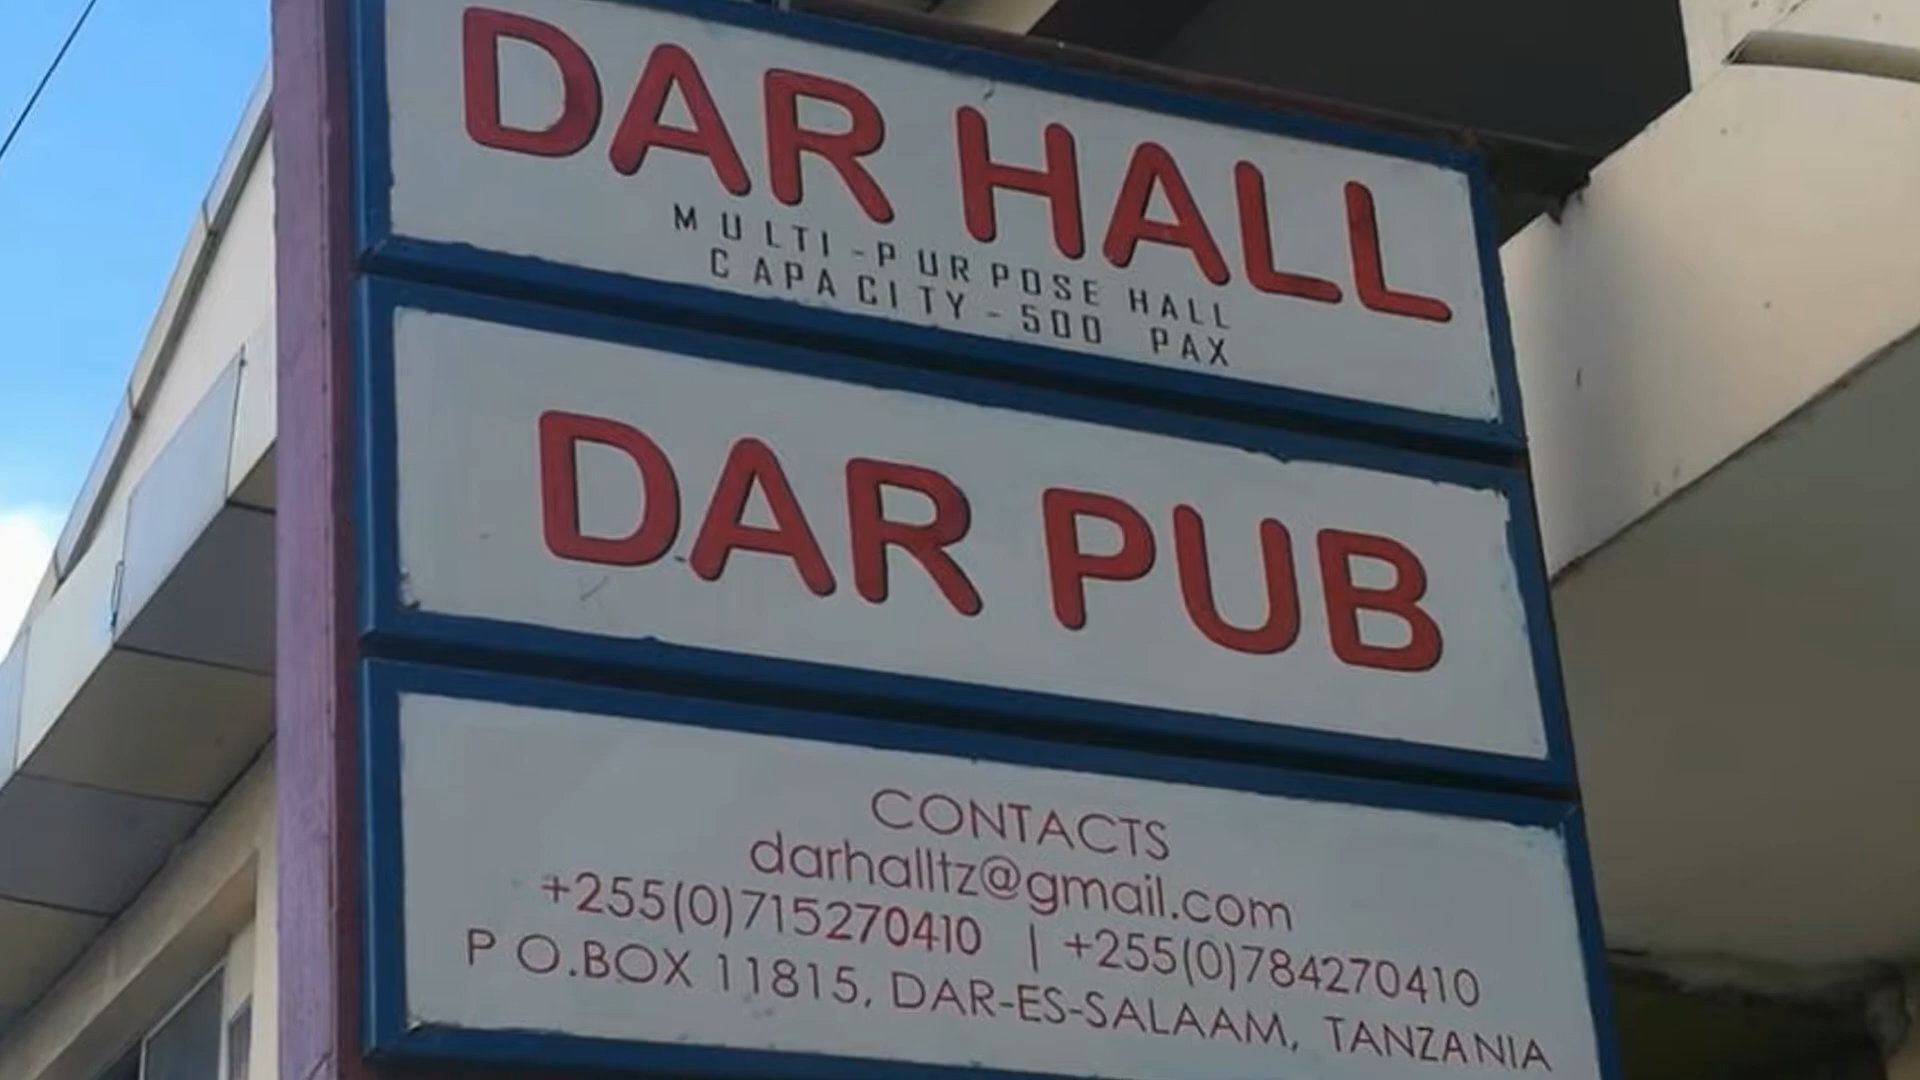 DAR HALL
MULTI-PURPOSE HALL
CAPACITY-500 PAX
DAR PUB
CONTACTS
darhalltz@gmail.com
+255(0)715270410 | +255(0)784270410
P O.BOX 11815, DAR-ES-SALAAM, TANZANIA